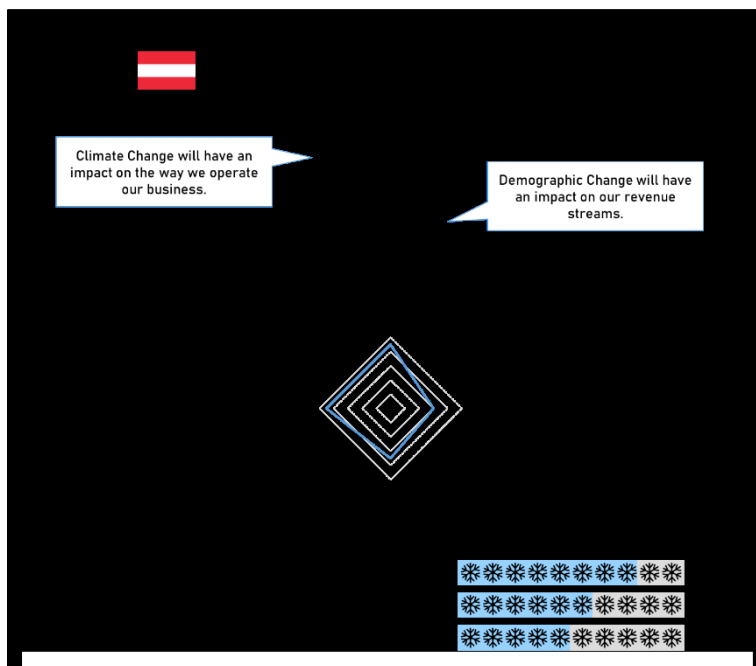 Climate Change will have an
impact on the way we operate
our business.
Demographic Change will have
an impact on our revenue
streams.